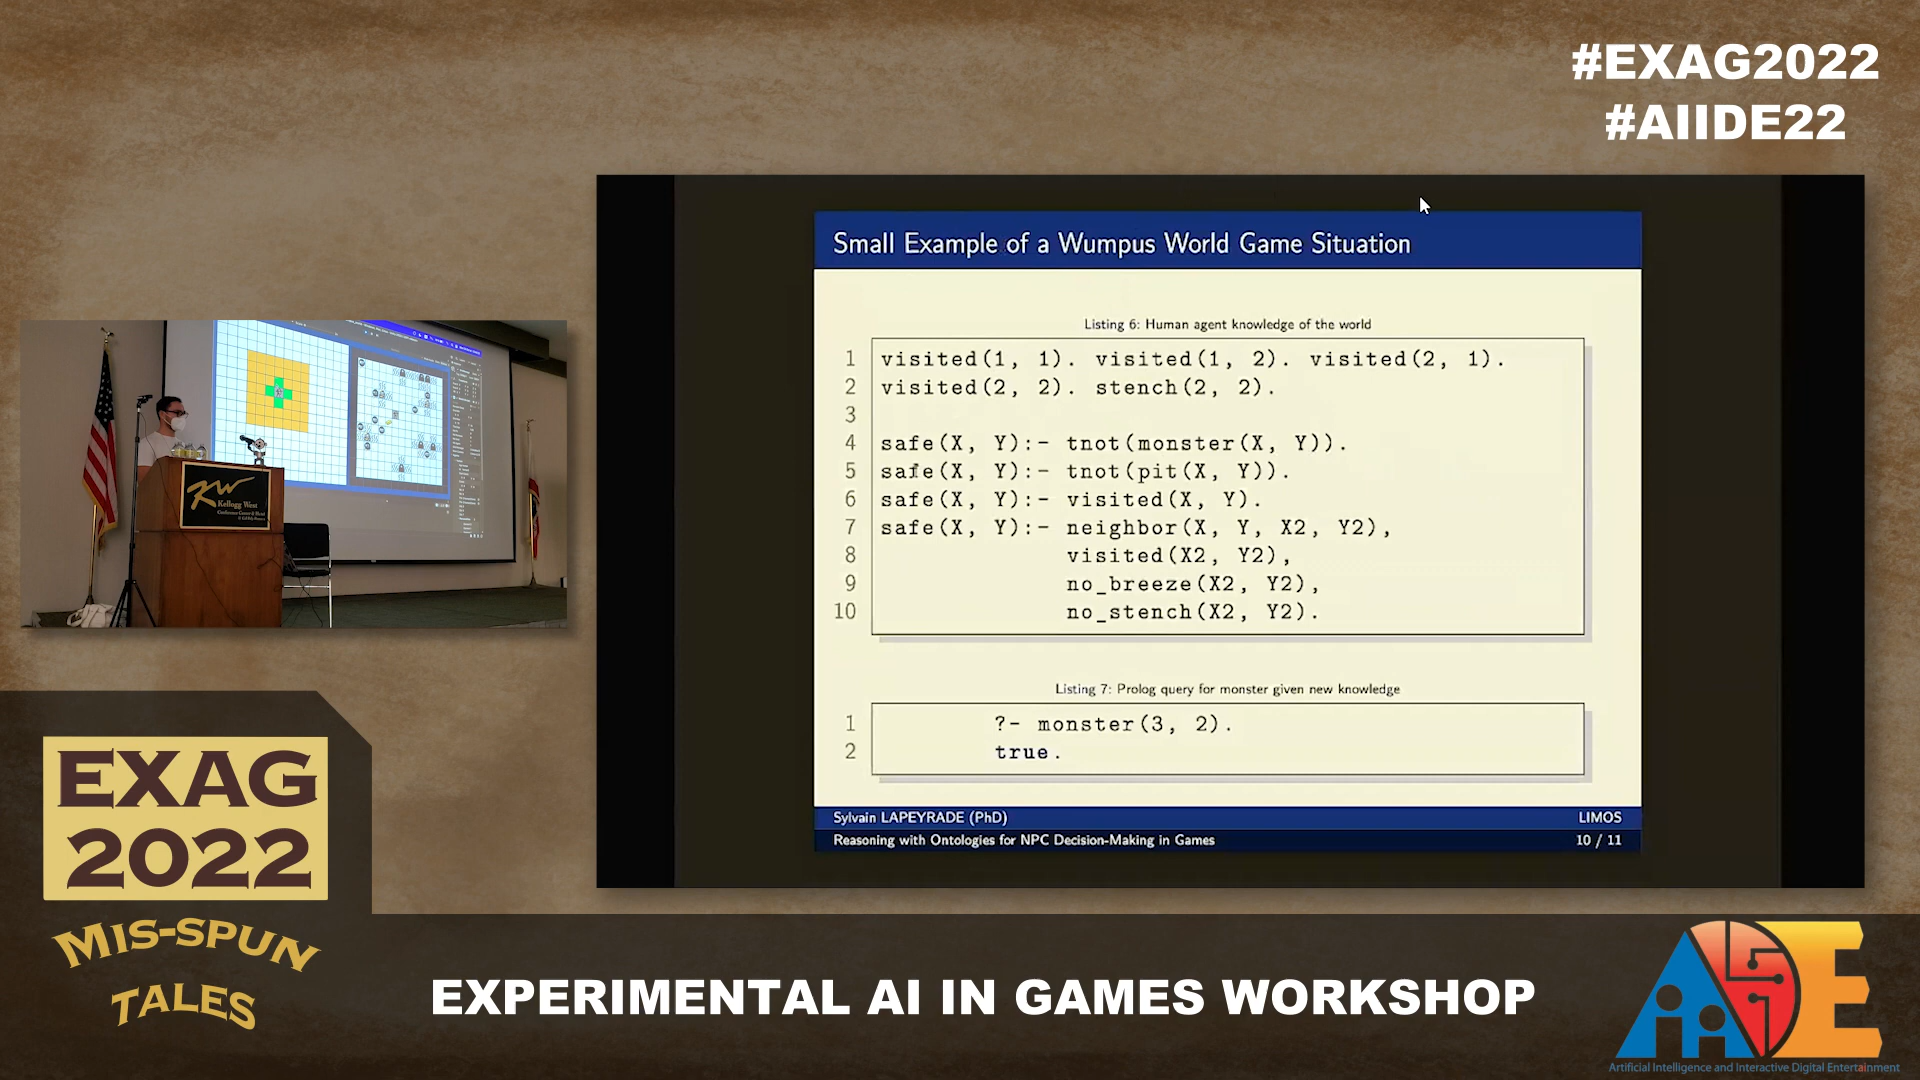 #EXAG2022
#AIIDE22
Small Example of a Wumpus World Game Situation
Listing 6: Human agent knowledge of the world
1 visited(1, 1). visited(1, 2). visited(2, 1).
2 visited(2, 2). stench(2, 2).
3
4 safe(X, Y):- tnot(monster(X, Y)).
5 safe(X, Y):- tnot(pit(X, Y)).
6 safe(X, Y):- visited(X, Y).
7 safe(X, Y):- neighbor(X, Y, X2, Y2),
8 visited(X2, Y2),
9 no_breeze(X2, Y2),
10 no_stench(X2, Y2).
Listing 7: Prolog query for monster given new knowledge
1 ?- monster(3, 2).
2 true.
Sylvain LAPEYRADE (PhD) LIMOS
Reasoning with Ontologies for NPC Decision-Making in Games 10 / 11
KW
Kellogg West
EXAG
2022
MIS-SPUN
TALES
EXPERIMENTAL AI IN GAMES WORKSHOP
AIIDE
Artificial Intelligence and Interactive Digital Entertainment